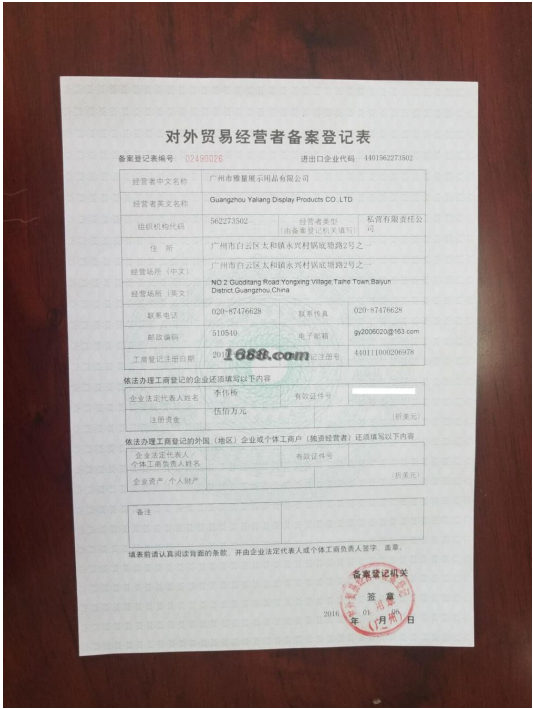 对外贸易经营者备案登记表
备案登记表编号 02490026 进出口企业代码 4401562273502
经营者中文名称 广州市雅量展示用品有限公司
经营者英文名称 Guangzhou Yaliang Display Products CO.,LTD
组织机构代码 562273502 经营者类型 (由备案登记机关填写) 私营有限责任公司
住 所 广州市白云区太和镇永兴村锅底塘路2号之一
经营场所（中文） 广州市白云区太和镇永兴村锅底塘路2号之一
经营场所（英文） NO.2 Guoditang Road,Yongxing Village,Taihe Town,Baiyun
District,Guangzhou,China
联系电话 020-87476628 联系传真 020-87476628
邮政编码 510540 电子邮箱 gy2006020@163.com
工商登记注册日期 1688.com 登记注册号 440111000206978
依法办理工商登记的企业还须填写以下内容
企业法定代表人姓名 有效证件号
注册资金 伍佰万元 (折美元)
依法办理工商登记的外国（地区）企业或个体工商户（独资经营者）还须填写以下内容
企业法定代表人/
个体工商负责人姓名 有效证件号
企业资产/个人财产 (折美元)
备注
填表前请认真阅读背面的条款，并由企业法定代表人或个体工商负责人签字、盖章。
备案登记机关
签 章
2016 年 01 月 06 日
(广州)